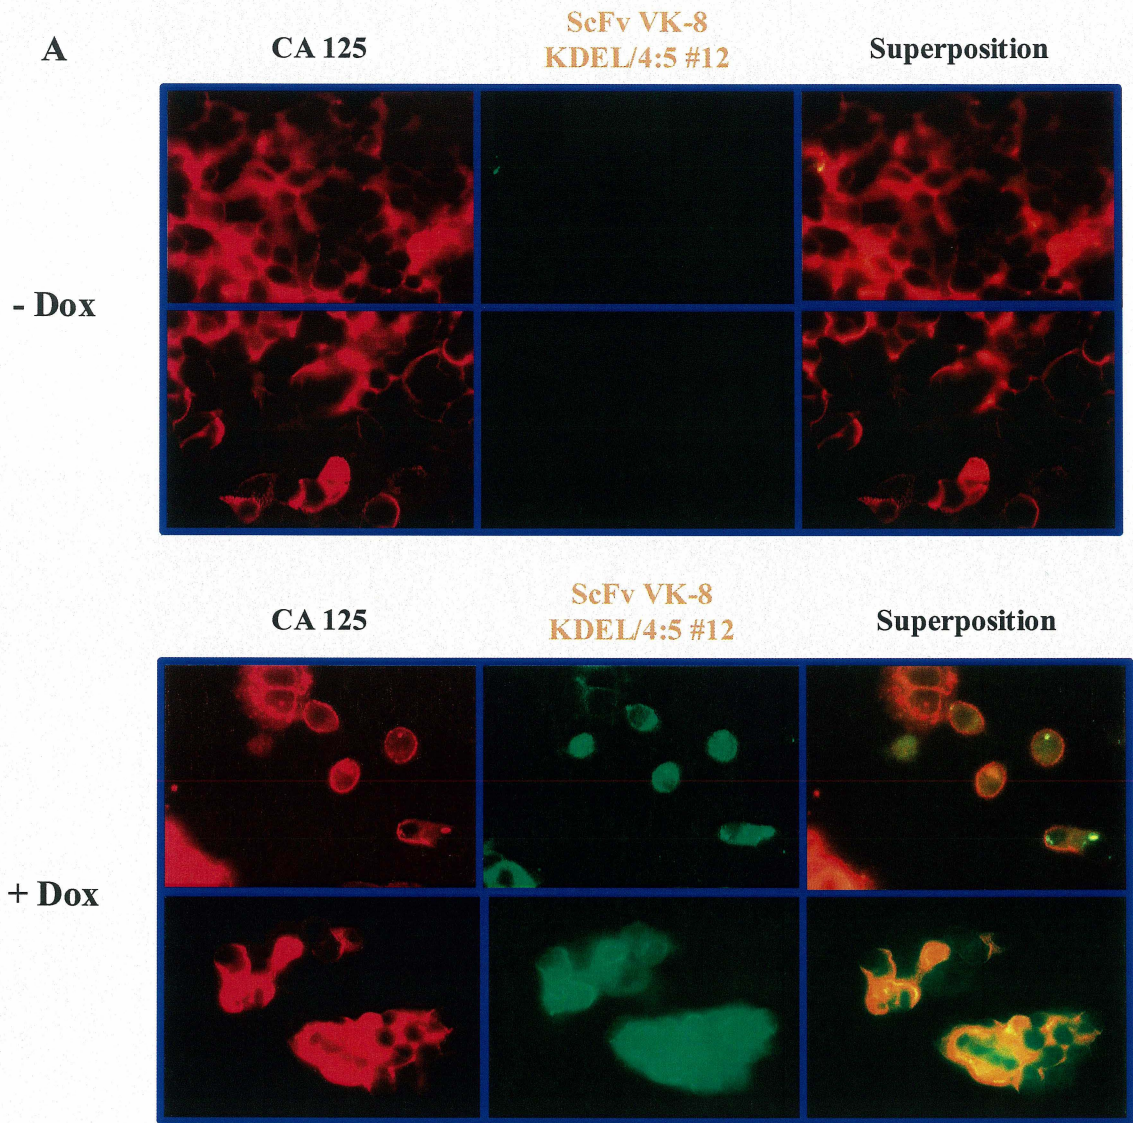 A
CA 125
ScFv VK-8
KDEL/4:5 #12
Superposition
- Dox
CA 125
ScFv VK-8
KDEL/4:5 #12
Superposition
+ Dox